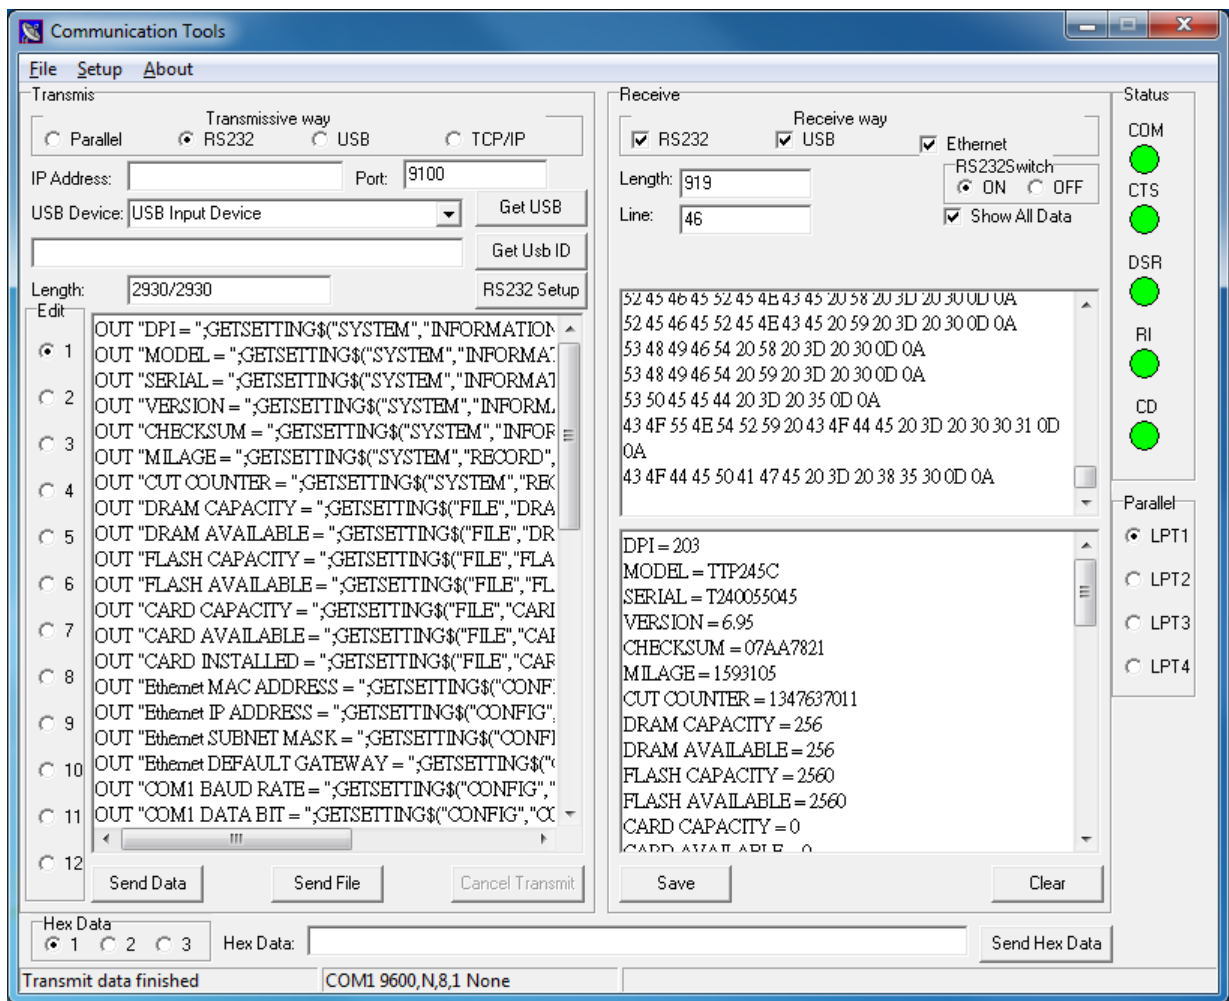 Communication Tools
File Setup About
Transmis
Transmissive way
Parallel RS232 USB TCP/IP
IP Address: Port: 9100
USB Device: USB Input Device Get USB
Get Usb ID
Length: 2930/2930 RS232 Setup
Edit
1
2
3
4
5
6
7
8
9
10
11
12
OUT "DPI = ";GETSETTING$("SYSTEM","INFORMATION
OUT "MODEL = ";GETSETTING$("SYSTEM","INFORMAT
OUT "SERIAL = ";GETSETTING$("SYSTEM","INFORMAT
OUT "VERSION = ";GETSETTING$("SYSTEM","INFORM
OUT "CHECKSUM = ";GETSETTING$("SYSTEM","INFOR
OUT "MILAGE = ";GETSETTING$("SYSTEM","RECORD",
OUT "CUT COUNTER = ";GETSETTING$("SYSTEM","REC
OUT "DRAM CAPACITY = ";GETSETTING$("FILE","DRA
OUT "DRAM AVAILABLE = ";GETSETTING$("FILE","DR
OUT "FLASH CAPACITY = ";GETSETTING$("FILE","FLA
OUT "FLASH AVAILABLE = ";GETSETTING$("FILE","FL
OUT "CARD CAPACITY = ";GETSETTING$("FILE","CARI
OUT "CARD AVAILABLE = ";GETSETTING$("FILE","CAI
OUT "CARD INSTALLED = ";GETSETTING$("FILE","CAR
OUT "Ethernet MAC ADDRESS = ";GETSETTING$("CONF
OUT "Ethernet IP ADDRESS = ";GETSETTING$("CONFIG",
OUT "Ethernet SUBNET MASK = ";GETSETTING$("CONFI
OUT "Ethernet DEFAULT GATEWAY = ";GETSETTING$("
OUT "COM1 BAUD RATE = ";GETSETTING$("CONFIG","
OUT "COM1 DATA BIT = ";GETSETTING$("CONFIG","CO
Send Data Send File Cancel Transmit
Receive
Receive way
RS232 USB Ethernet
RS232Switch
ON OFF
Length: 919
Line: 46
Show All Data
52 45 46 45 52 45 4E 43 45 20 58 20 3D 20 30 0D 0A
52 45 46 45 52 45 4E 43 45 20 59 20 3D 20 30 0D 0A
53 48 49 46 54 20 58 20 3D 20 30 0D 0A
53 48 49 46 54 20 59 20 3D 20 30 0D 0A
53 50 45 45 44 20 3D 20 35 0D 0A
43 4F 55 4E 54 52 59 20 43 4F 44 45 20 3D 20 30 30 31 0D
0A
43 4F 44 45 50 41 47 45 20 3D 20 38 35 30 0D 0A
DPI = 203
MODEL = TTP245C
SERIAL = T240055045
VERSION = 6.95
CHECKSUM = 07AA7821
MILAGE = 1593105
CUT COUNTER = 1347637011
DRAM CAPACITY = 256
DRAM AVAILABLE = 256
FLASH CAPACITY = 2560
FLASH AVAILABLE = 2560
CARD CAPACITY = 0
CARD AVAILABLE = 0
Save Clear
Status
COM
CTS
DSR
RI
CD
Parallel
LPT1
LPT2
LPT3
LPT4
Hex Data
1 2 3
Hex Data: Send Hex Data
Transmit data finished COM1 9600,N,8,1 None